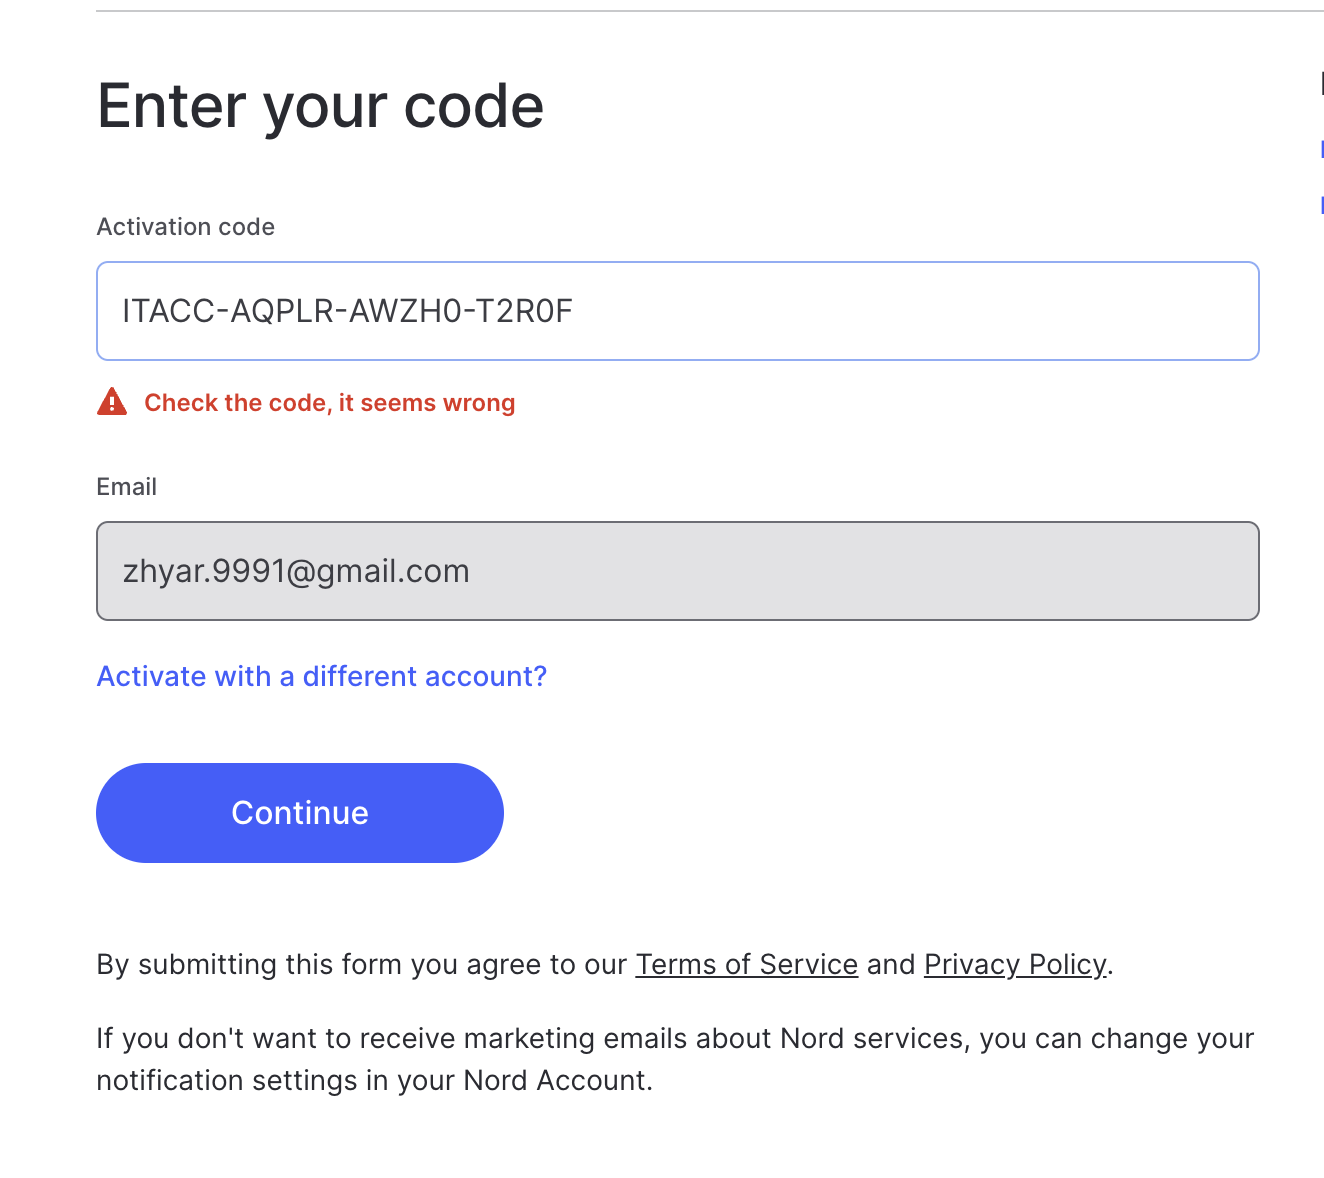 Enter your code
Activation code
ITACC-AQPLR-AWZH0-T2R0F
Check the code, it seems wrong
Email
zhyar.9991@gmail.com
Activate with a different account?
Continue
By submitting this form you agree to our Terms of Service and Privacy Policy.
If you don't want to receive marketing emails about Nord services, you can change your
notification settings in your Nord Account.